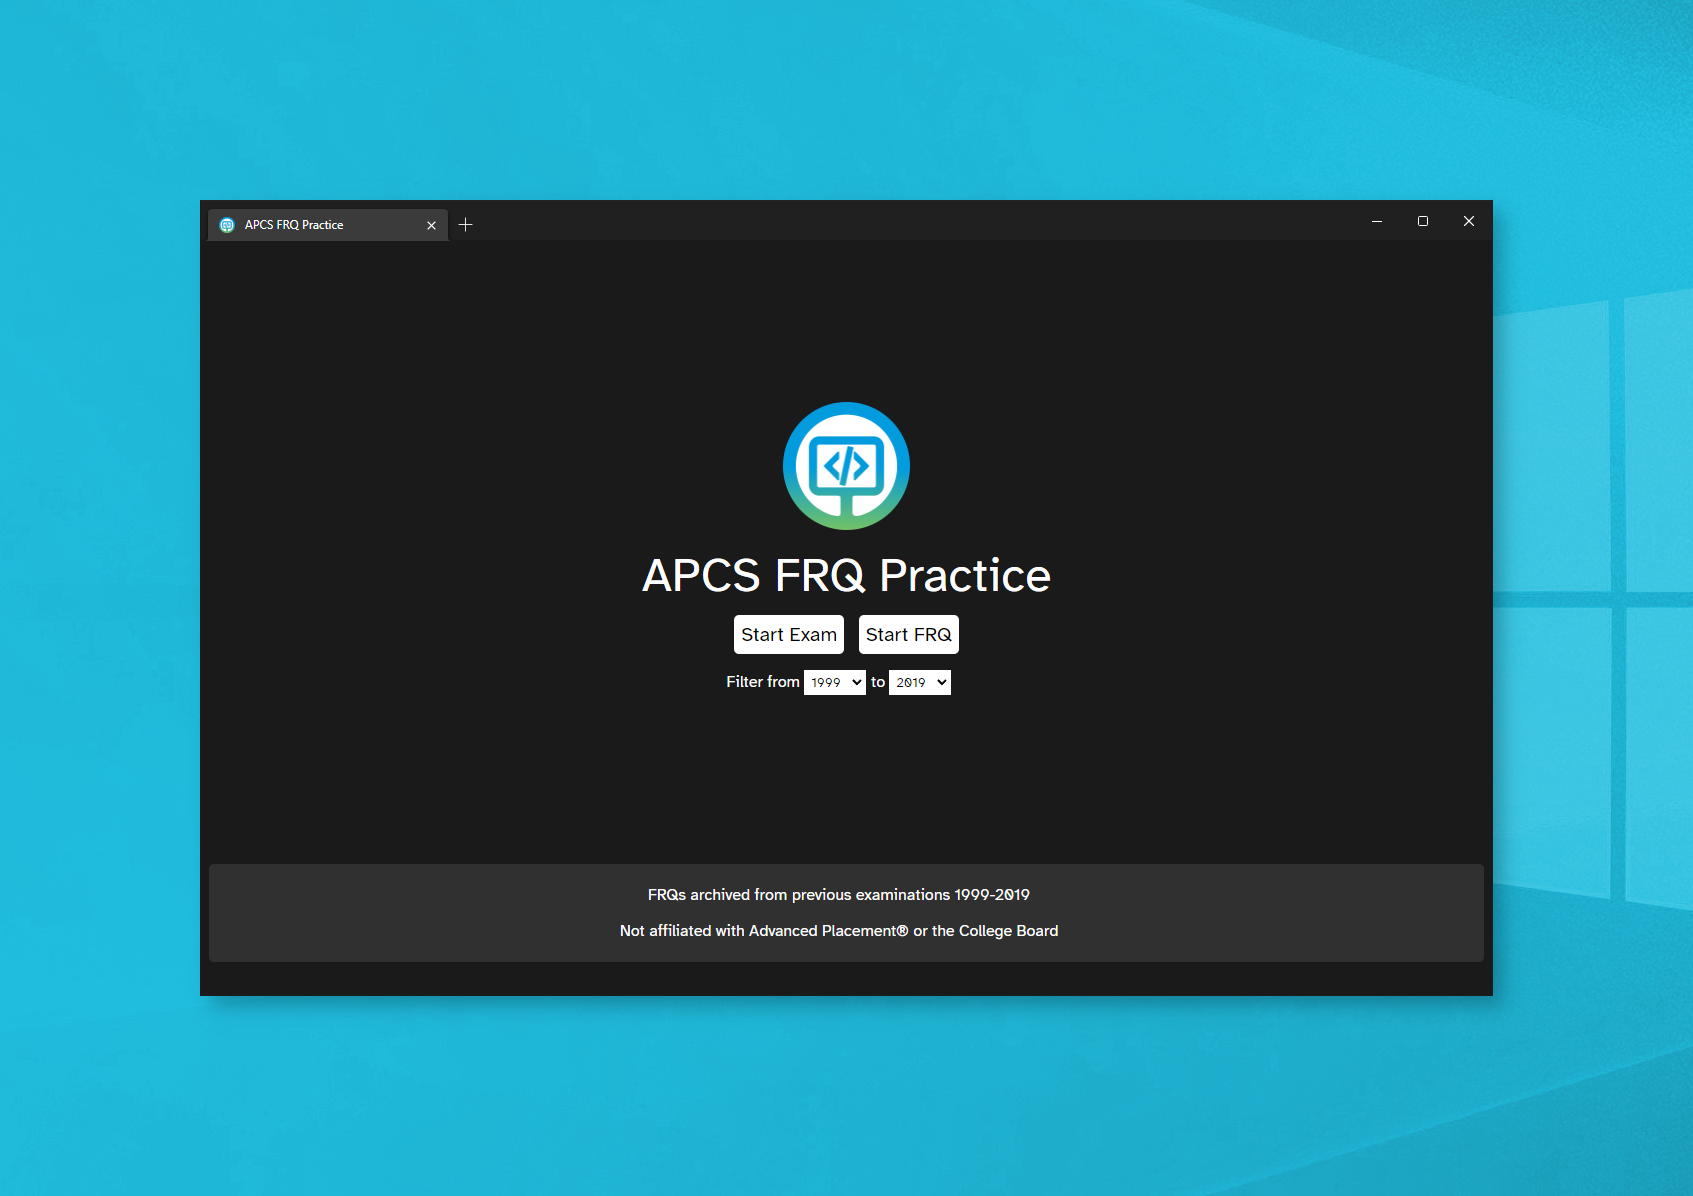 APCS FRQ Practice
</>
APCS FRQ Practice
Start Exam Start FRQ
Filter from 1999 to 2019
FRQs archived from previous examinations 1999-2019
Not affiliated with Advanced Placement® or the College Board